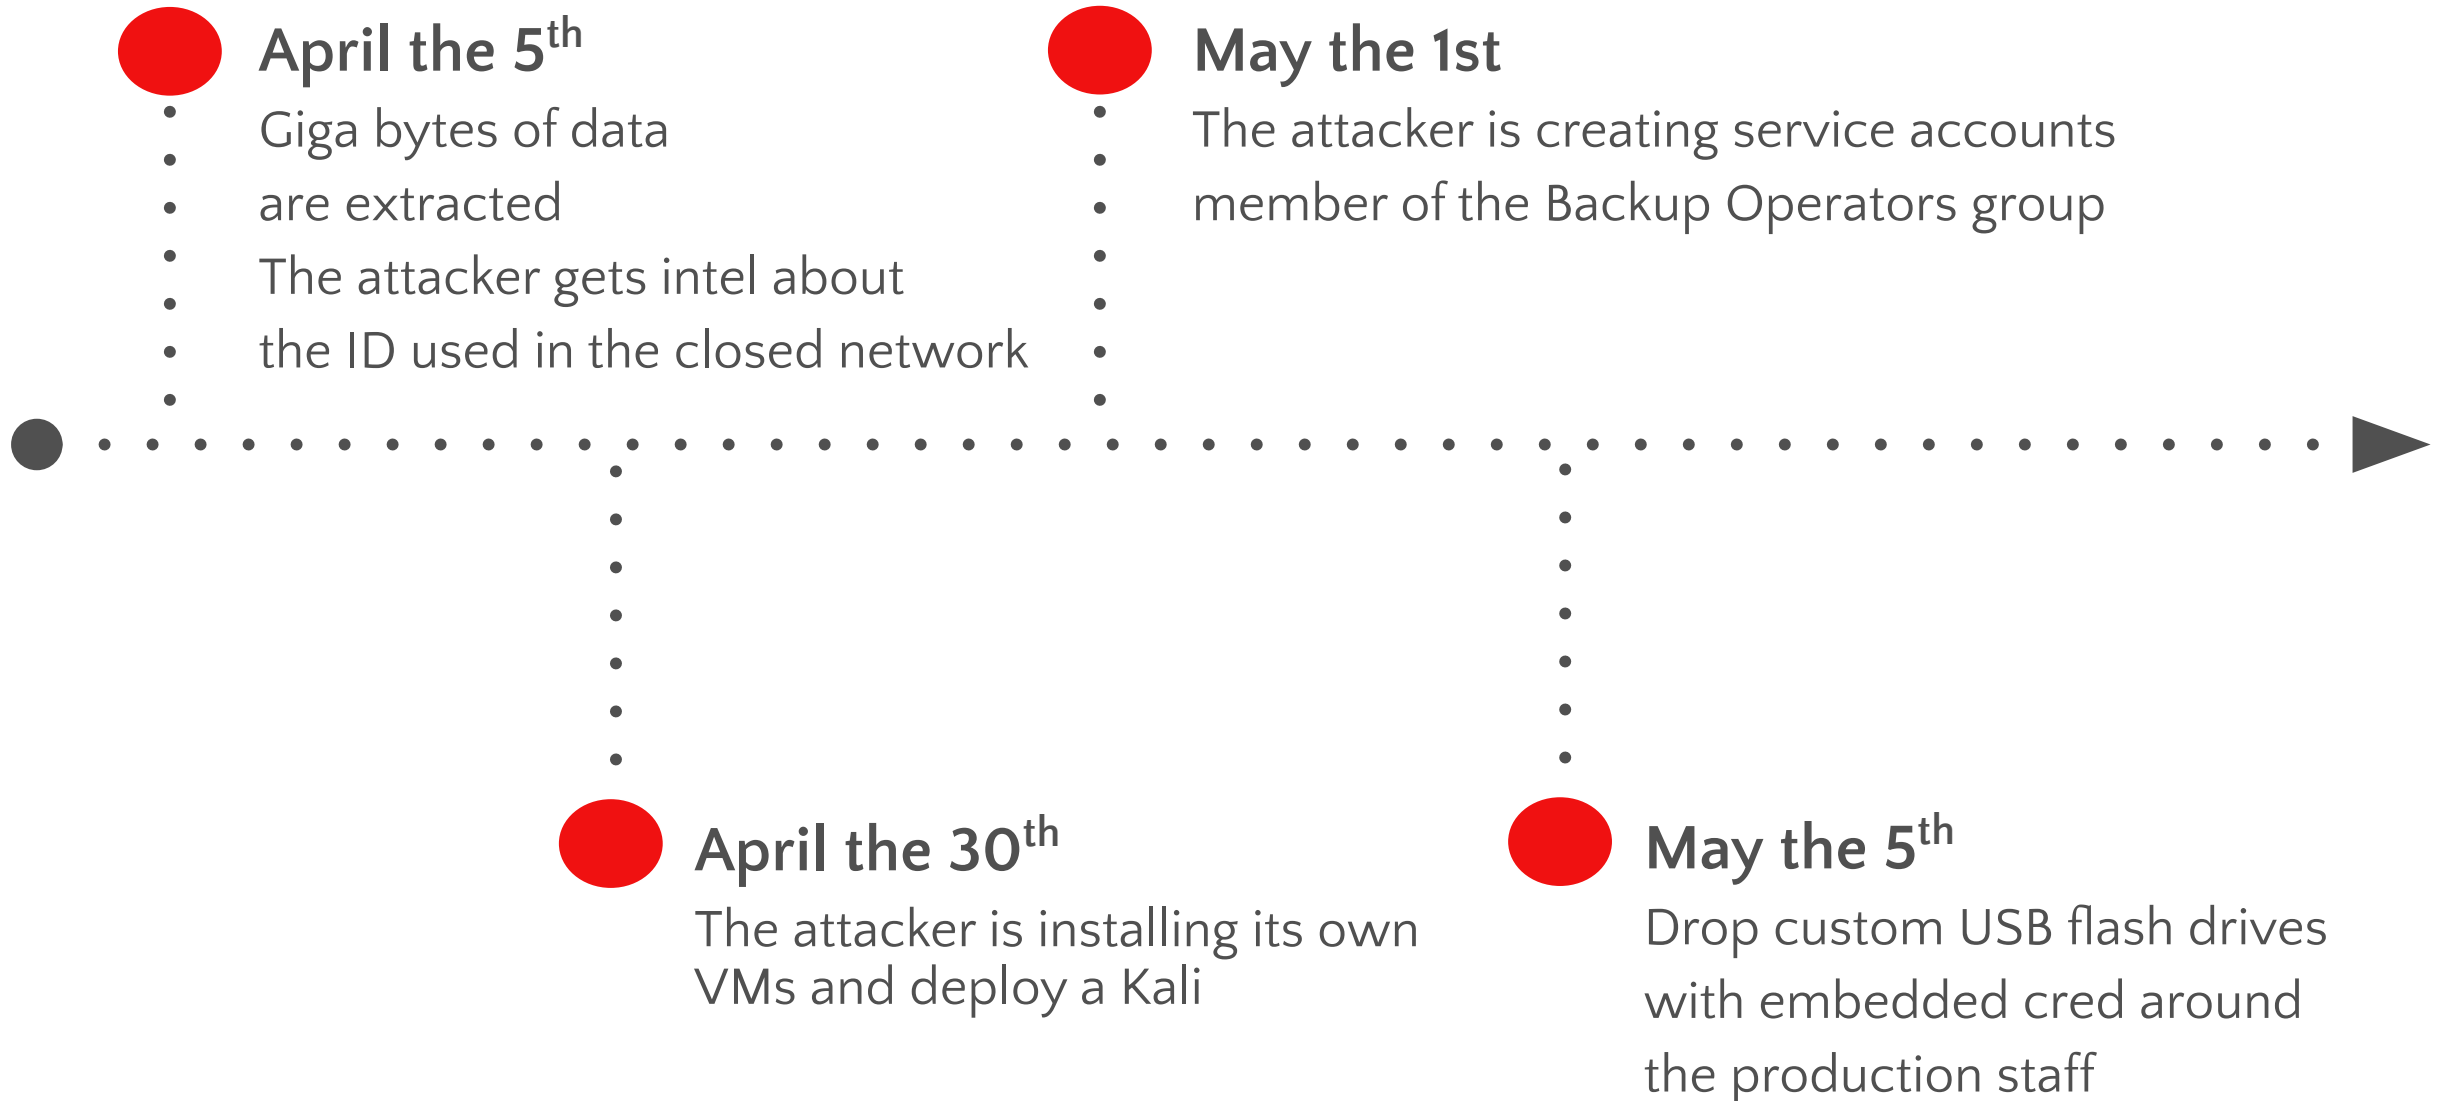 April the 5th
Giga bytes of data
are extracted
The attacker gets intel about
the ID used in the closed network
May the 1st
The attacker is creating service accounts
member of the Backup Operators group
April the 30th
The attacker is installing its own
VMs and deploy a Kali
May the 5th
Drop custom USB flash drives
with embedded cred around
the production staff